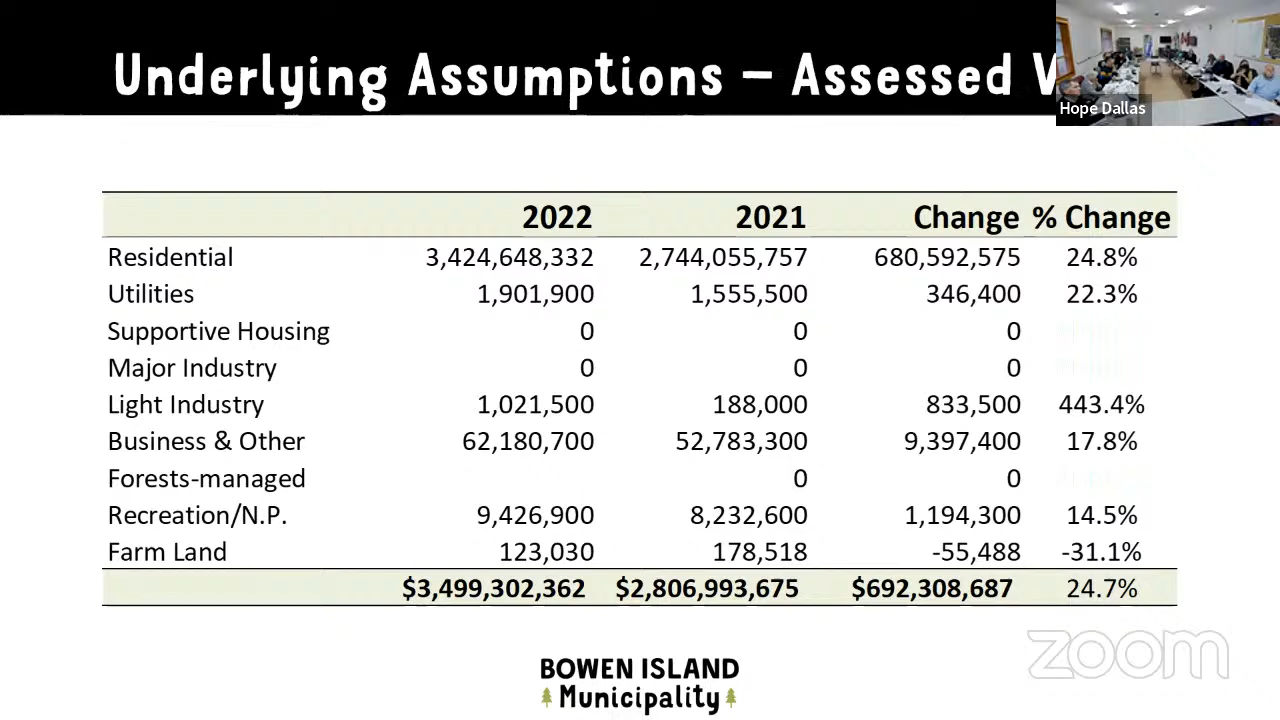 Underlying Assumptions – Assessed V
Hope Dallas
2022 2021 Change % Change
Residential 3,424,648,332 2,744,055,757 680,592,575 24.8%
Utilities 1,901,900 1,555,500 346,400 22.3%
Supportive Housing 0 0 0
Major Industry 0 0 0
Light Industry 1,021,500 188,000 833,500 443.4%
Business & Other 62,180,700 52,783,300 9,397,400 17.8%
Forests-managed 0 0
Recreation/N.P. 9,426,900 8,232,600 1,194,300 14.5%
Farm Land 123,030 178,518 -55,488 -31.1%
$3,499,302,362 $2,806,993,675 $692,308,687 24.7%
zoom
BOWEN ISLAND
Municipality